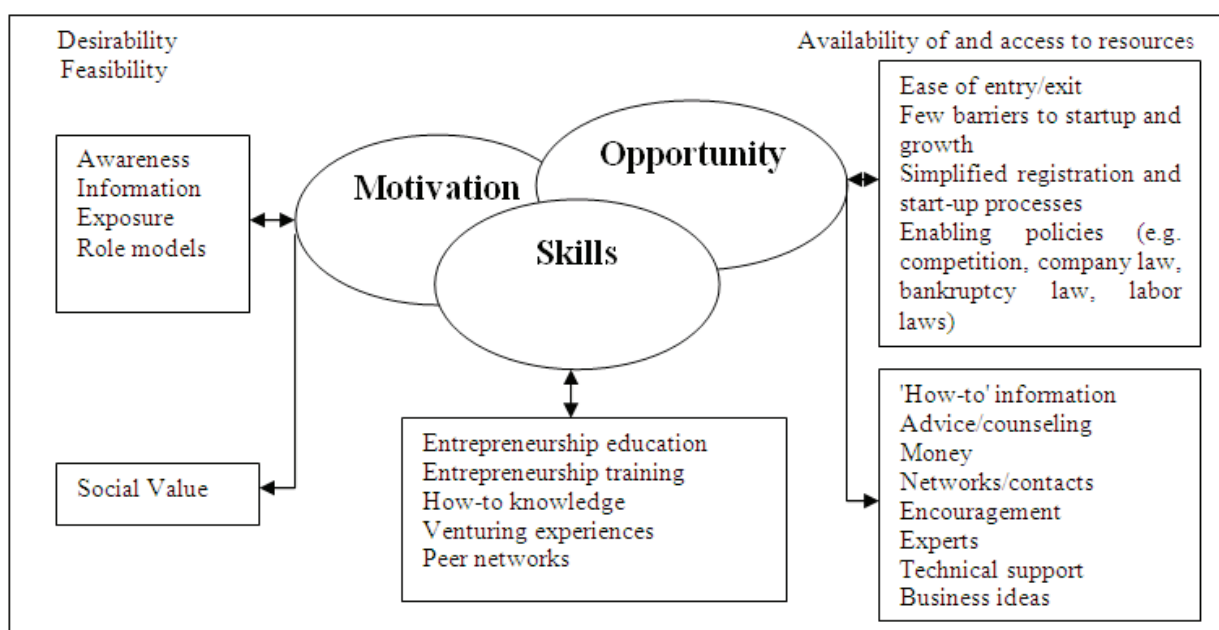 Desirability
Feasibility
Availability of and access to resources
Awareness
Information
Exposure
Role models
Motivation
Opportunity
Skills
Ease of entry/exit
Few barriers to startup and
growth
Simplified registration and
start-up processes
Enabling policies (e.g.
competition, company law,
bankruptcy law, labor
laws)
Social Value
Entrepreneurship education
Entrepreneurship training
How-to knowledge
Venturing experiences
Peer networks
'How-to' information
Advice/counseling
Money
Networks/contacts
Encouragement
Experts
Technical support
Business ideas